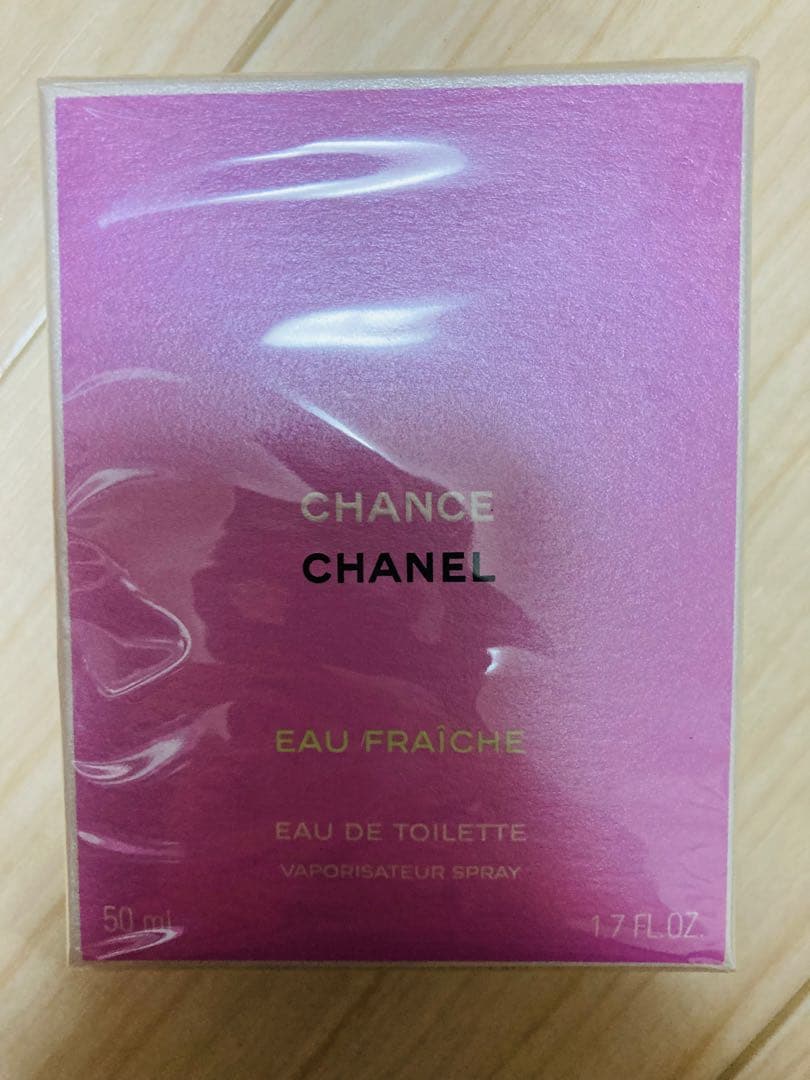 CHANCE
CHANEL
EAU FRAÎCHE
EAU DE TOILETTE
VAPORISATEUR SPRAY
50 ml
1.7 FL.OZ.